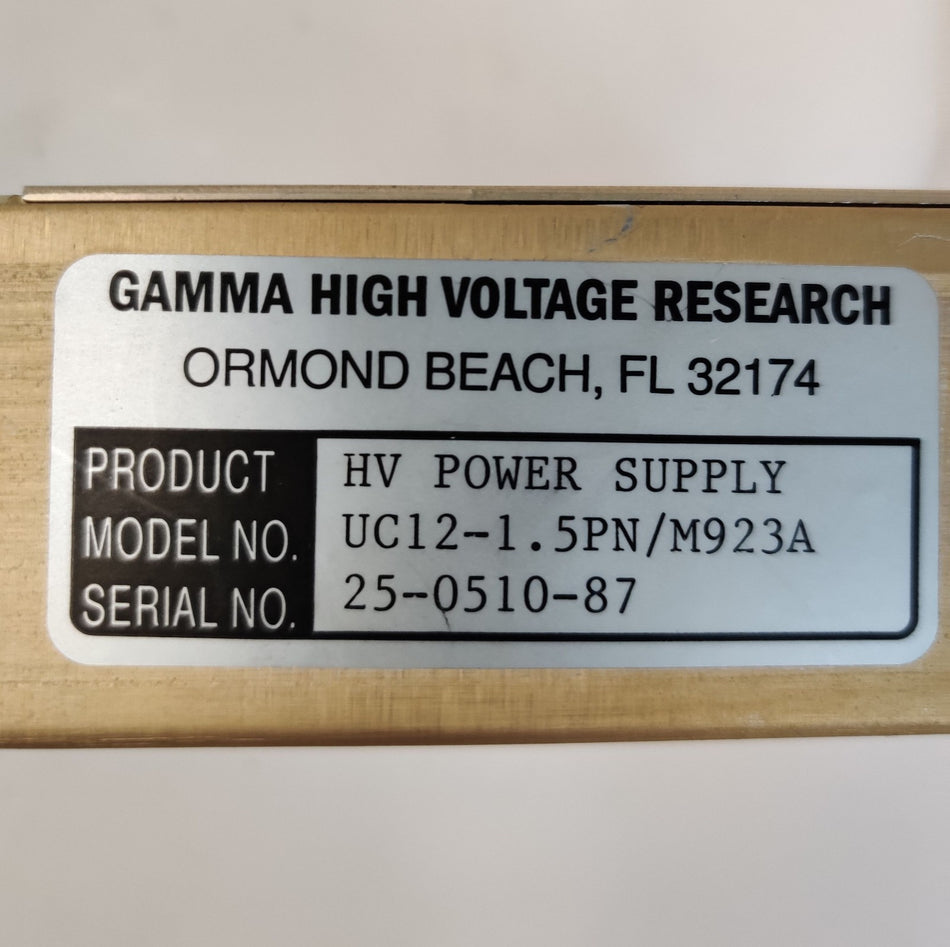 GAMMA HIGH VOLTAGE RESEARCH
ORMOND BEACH, FL 32174
PRODUCT HV POWER SUPPLY
MODEL NO. UC12-1.5PN/M923A
SERIAL NO. 25-0510-87